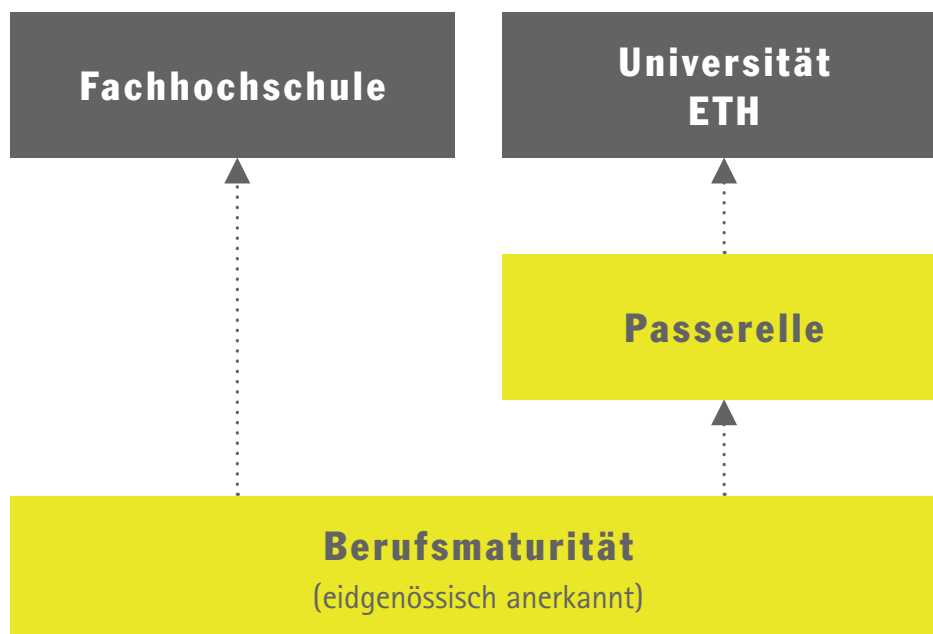 Fachhochschule
Universität
ETH
Passerelle
Berufsmaturität
(eidgenössisch anerkannt)